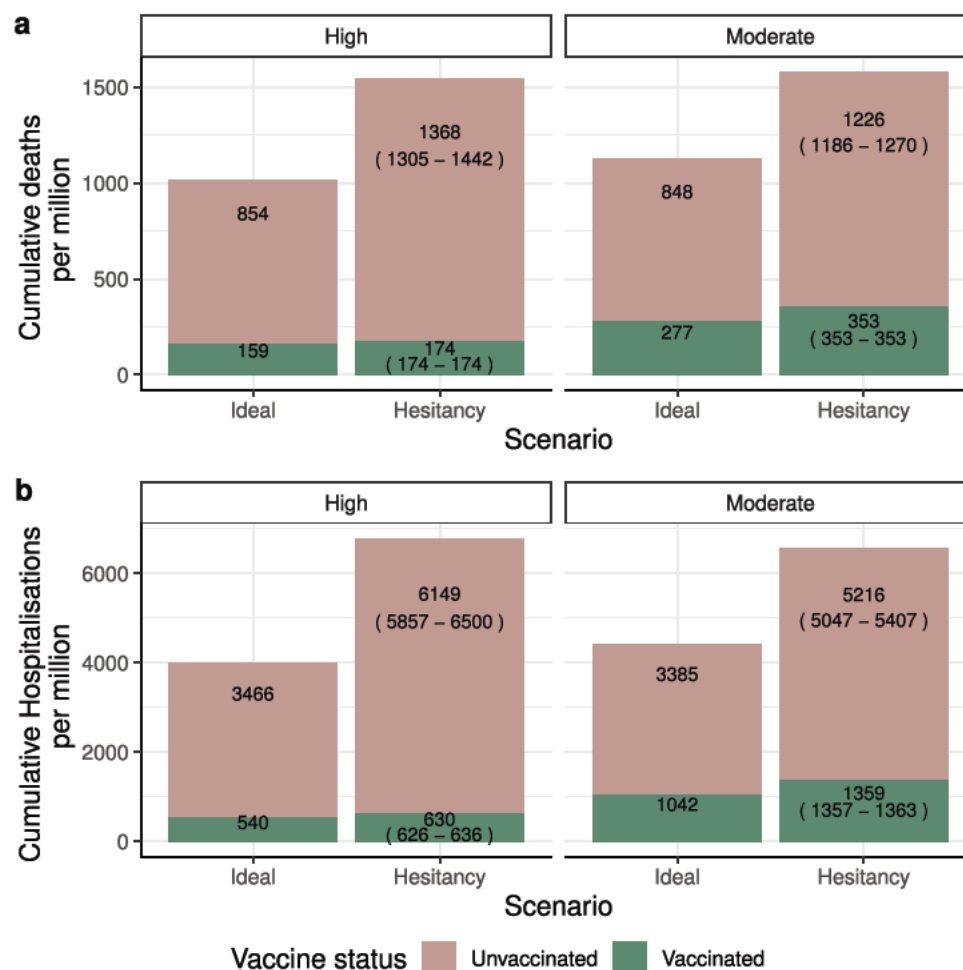 a
High
Moderate
Cumulative deaths
per million
1500
1000
500
0
854
159
1368
( 1305 – 1442 )
174
( 174 – 174 )
848
277
1226
( 1186 – 1270 )
353
( 353 – 353 )
Ideal
Hesitancy
Ideal
Hesitancy
Scenario
b
High
Moderate
Cumulative Hospitalisations
per million
6000
4000
2000
0
3466
540
6149
( 5857 – 6500 )
630
( 626 – 636 )
3385
1042
5216
( 5047 – 5407 )
1359
( 1357 – 1363 )
Ideal
Hesitancy
Ideal
Hesitancy
Scenario
Vaccine status
Unvaccinated
Vaccinated